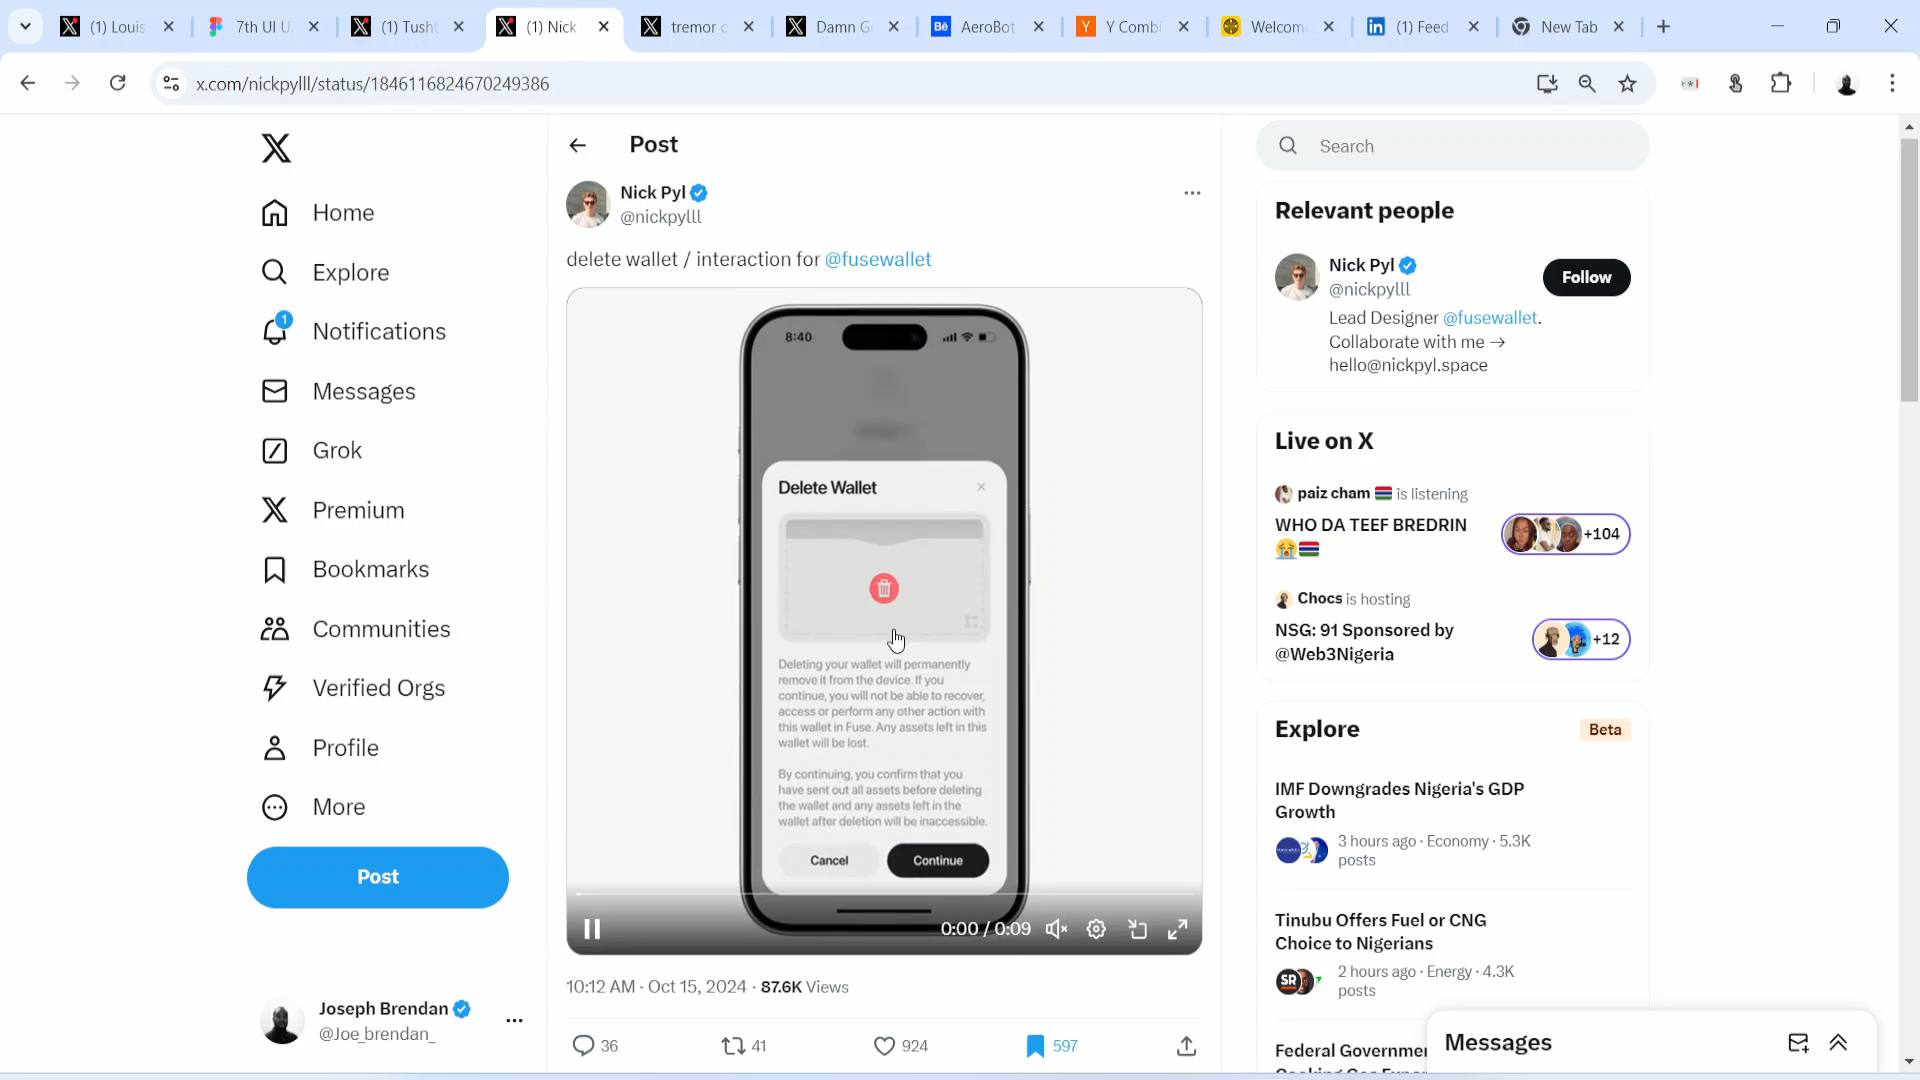 (1) Louis
7th UI U
(1) Tusht
(1) Nick
tremor c
Damn G
AeroBot
Y Combi
Welcom
(1) Feed
New Tab
x.com/nickpylll/status/1846116824670249386
Post
Search
Nick Pyl
@nickpylll
Relevant people
Home
delete wallet / interaction for @fusewallet
Nick Pyl
@nickpylll
Follow
Explore
Lead Designer @fusewallet.
Collaborate with me →
hello@nickpyl.space
1
Notifications
8:40
Messages
Live on X
Grok
Delete Wallet
paiz cham 🇬🇲 is listening
WHO DA TEEF BREDRIN
😭🇬🇲
+104
Premium
Bookmarks
Chocs is hosting
NSG: 91 Sponsored by
@Web3Nigeria
+12
Communities
Deleting your wallet will permanently
remove it from the device. If you
continue, you will not be able to recover,
access or perform any other action with
this wallet in Fuse. Any assets left in this
wallet will be lost.
Verified Orgs
Explore
Beta
Profile
By continuing, you confirm that you
have sent out all assets before deleting
the wallet and any assets left in the
wallet after deletion will be inaccessible.
IMF Downgrades Nigeria's GDP
Growth
3 hours ago · Economy · 5.3K
posts
More
Cancel
Continue
Post
0:00 / 0:09
Tinubu Offers Fuel or CNG
Choice to Nigerians
SR
2 hours ago · Energy · 4.3K
posts
10:12 AM · Oct 15, 2024 · 87.6K Views
Joseph Brendan
@Joe_brendan_
36
41
924
597
Federal Governme
Messages